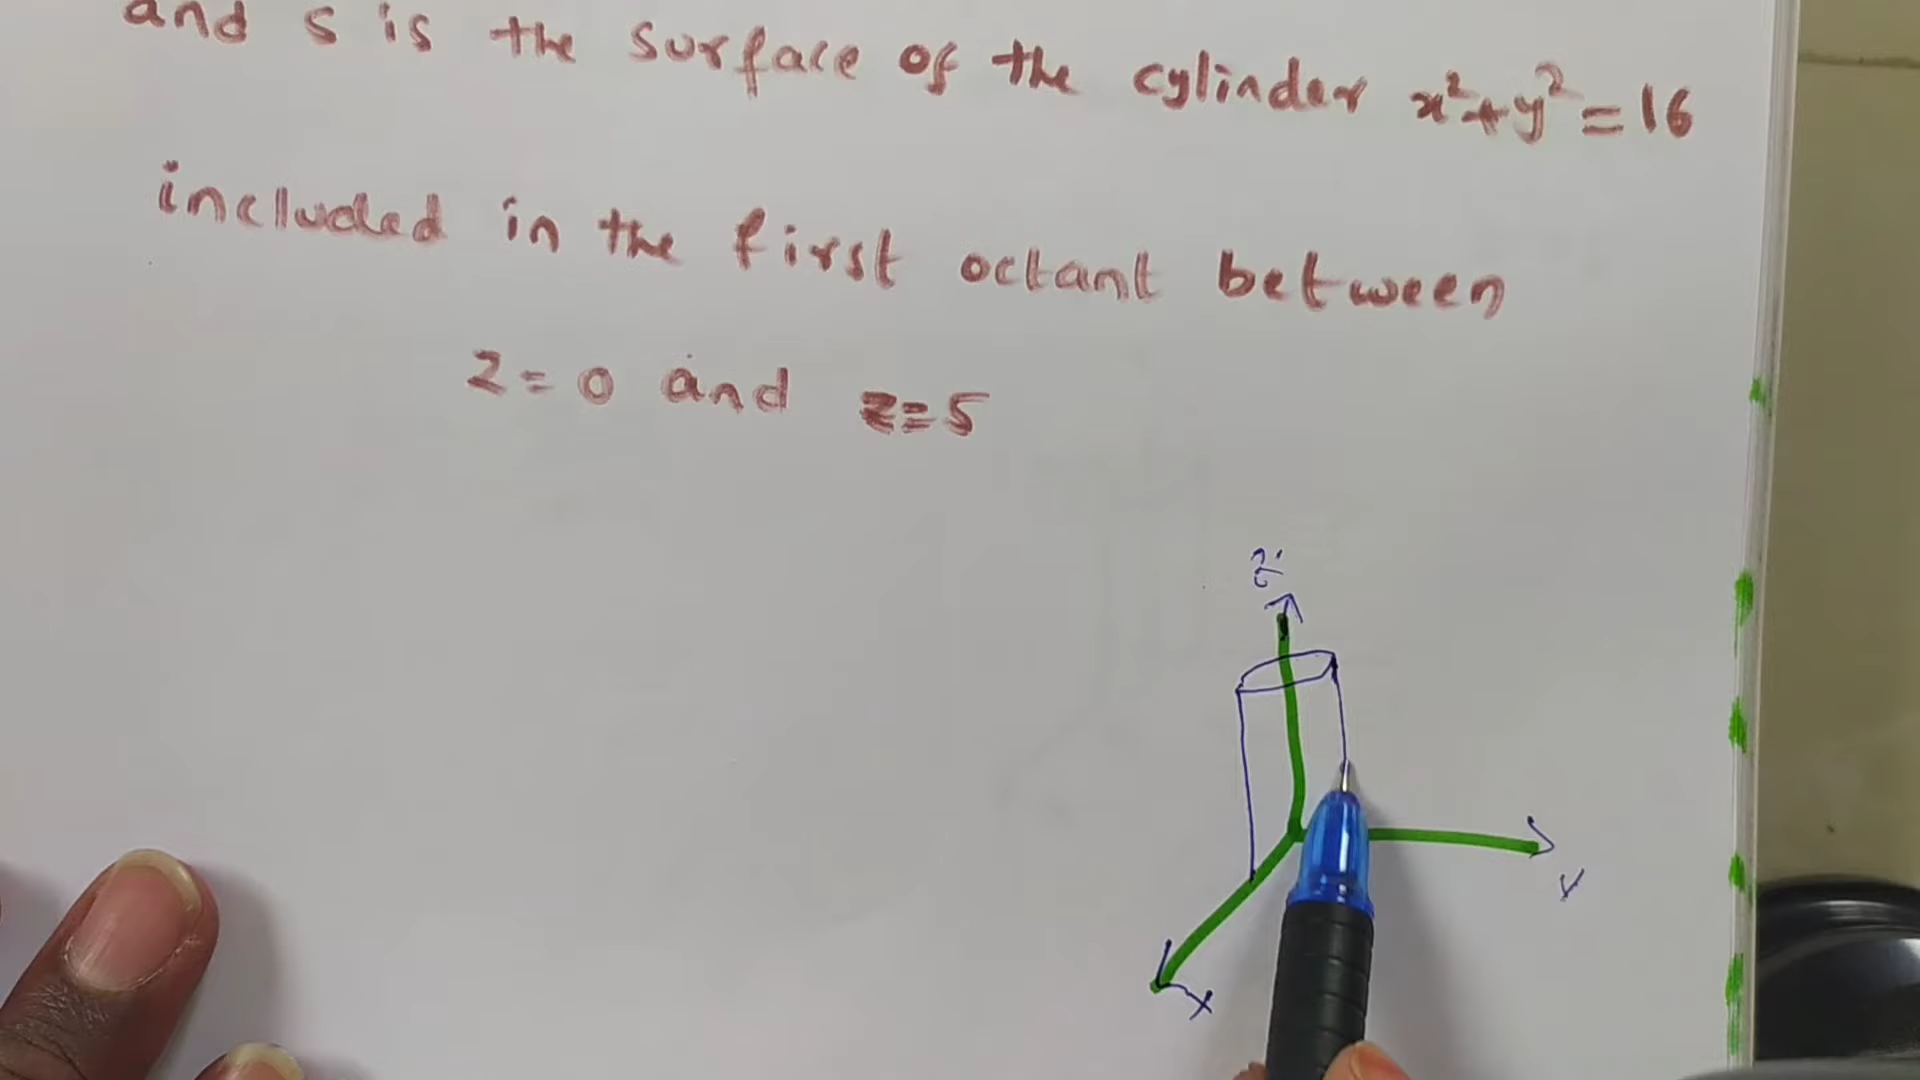 and S is the surface of the cylinder x²+y²=16
included in the first octant between
z=0 and z=5
z
y
x